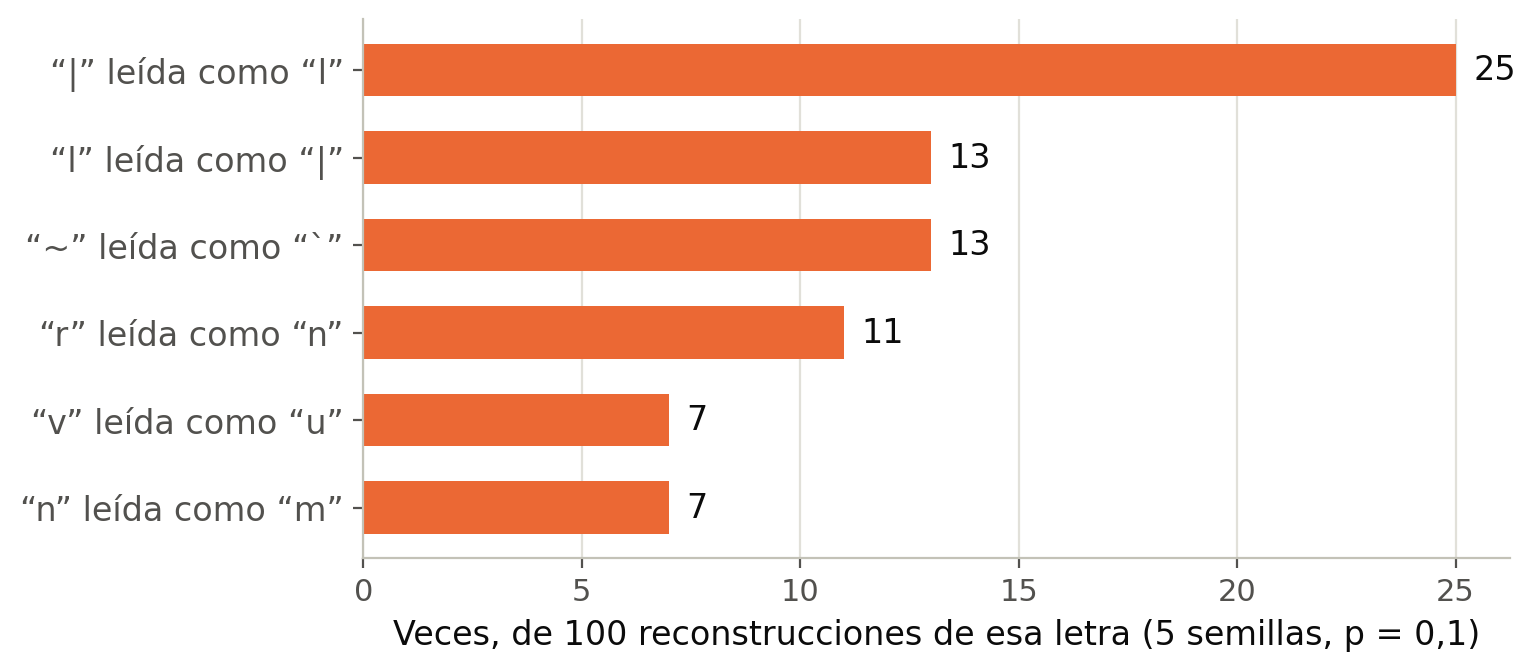 “|” leída como “l” 25
“l” leída como “|” 13
“~” leída como “`” 13
“r” leída como “n” 11
“v” leída como “u” 7
“n” leída como “m” 7
0 5 10 15 20 25
Veces, de 100 reconstrucciones de esa letra (5 semillas, p = 0,1)